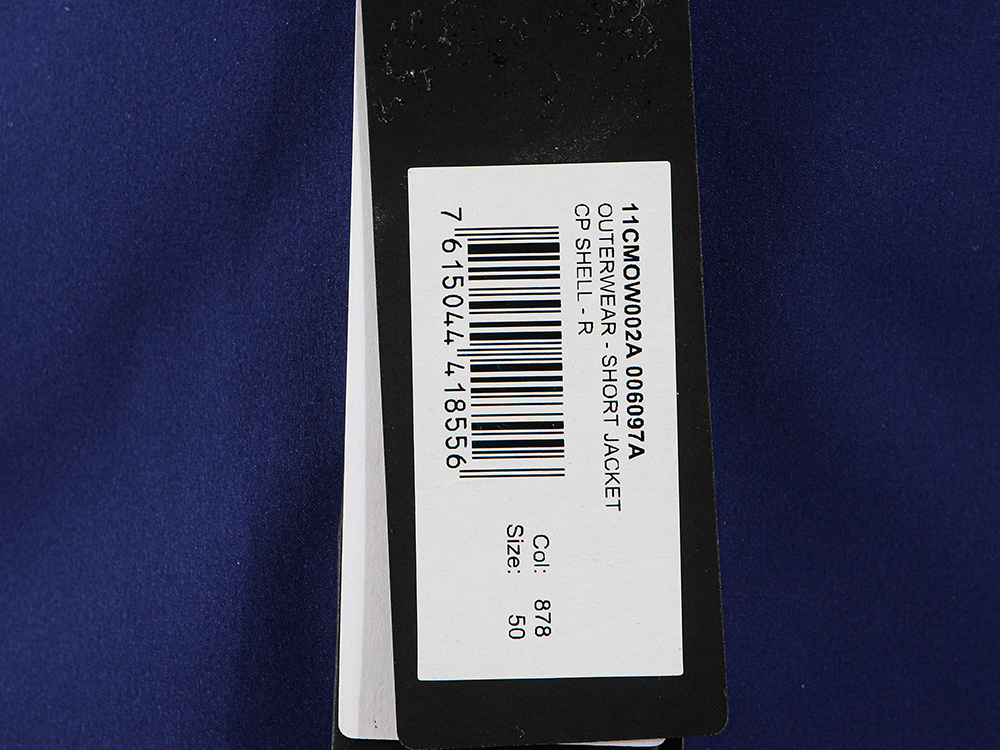 11CMOW002A 006097A
OUTERWEAR - SHORT JACKET
CP SHELL - R
7 615044 418556
Col: 878
Size: 50